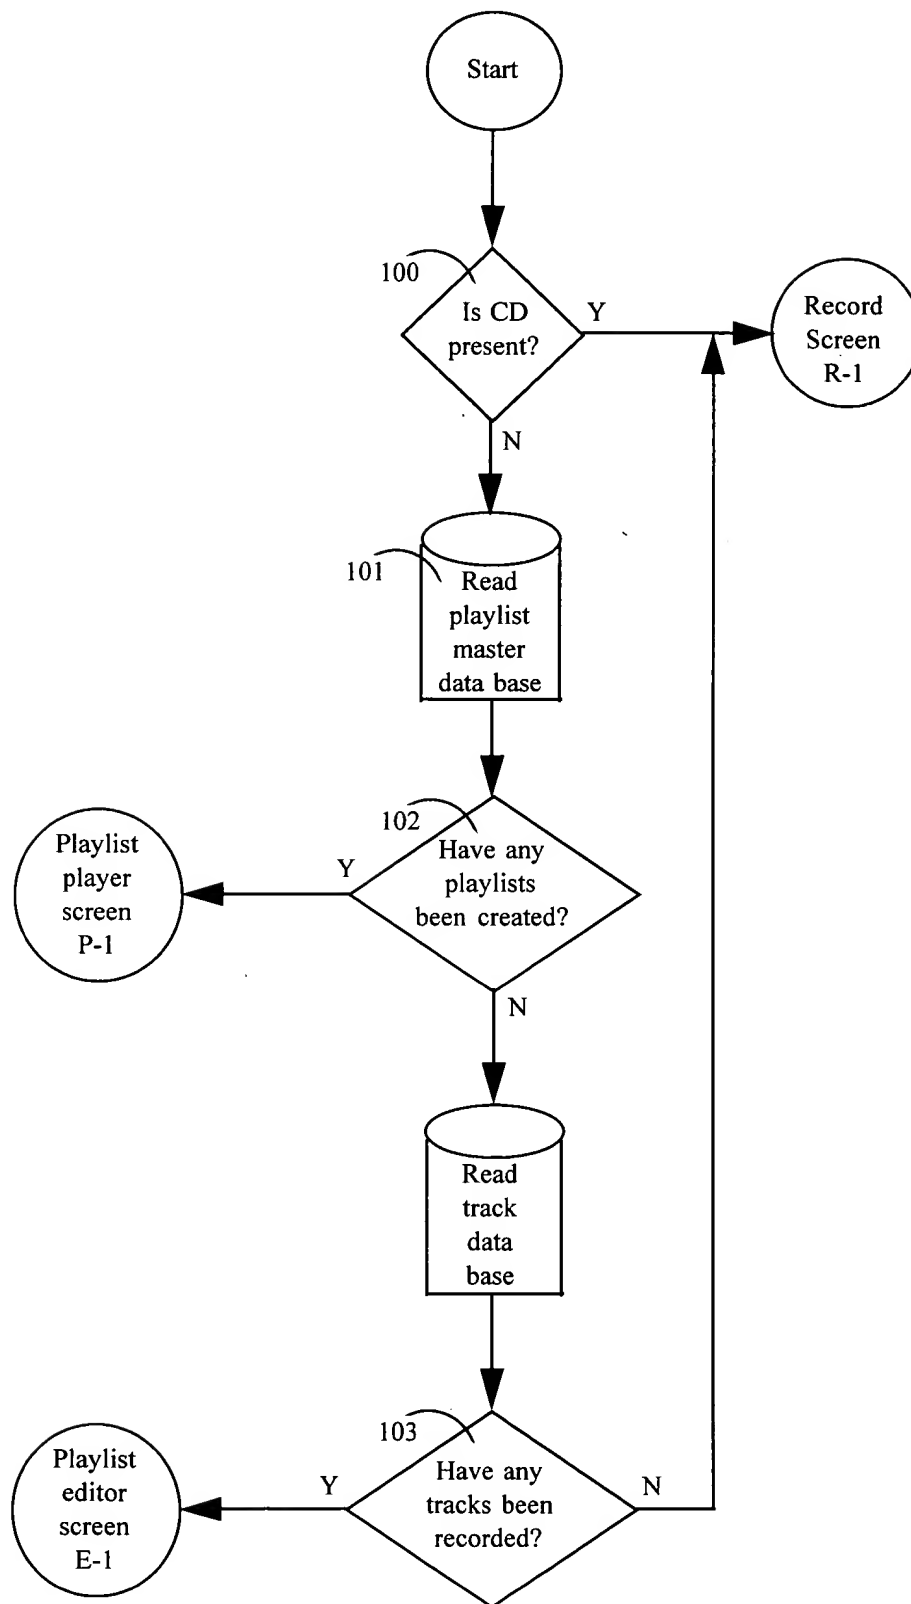 Start
100
Is CD
present?
Y
Record
Screen
R-1
N
101
Read
playlist
master
data base
102
Have any
playlists
been created?
Y
Playlist
player
screen
P-1
N
Read
track
data
base
103
Have any
tracks been
recorded?
Y
N
Playlist
editor
screen
E-1